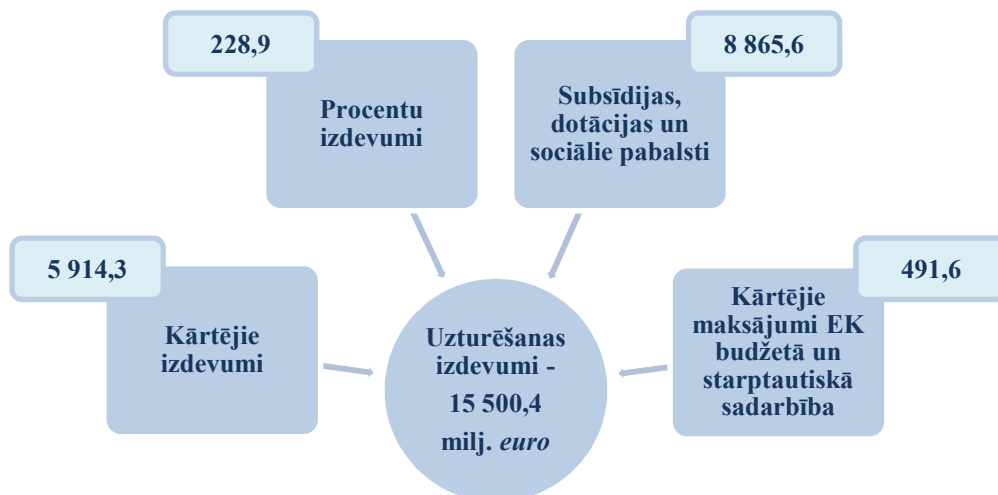 228,9
Procentu
izdevumi
8 865,6
Subsīdijas,
dotācijas un
sociālie pabalsti
5 914,3
Kārtējie
izdevumi
491,6
Kārtējie
maksājumi EK
budžetā un
starptautiskā
sadarbība
Uzturēšanas
izdevumi -
15 500,4
milj. euro